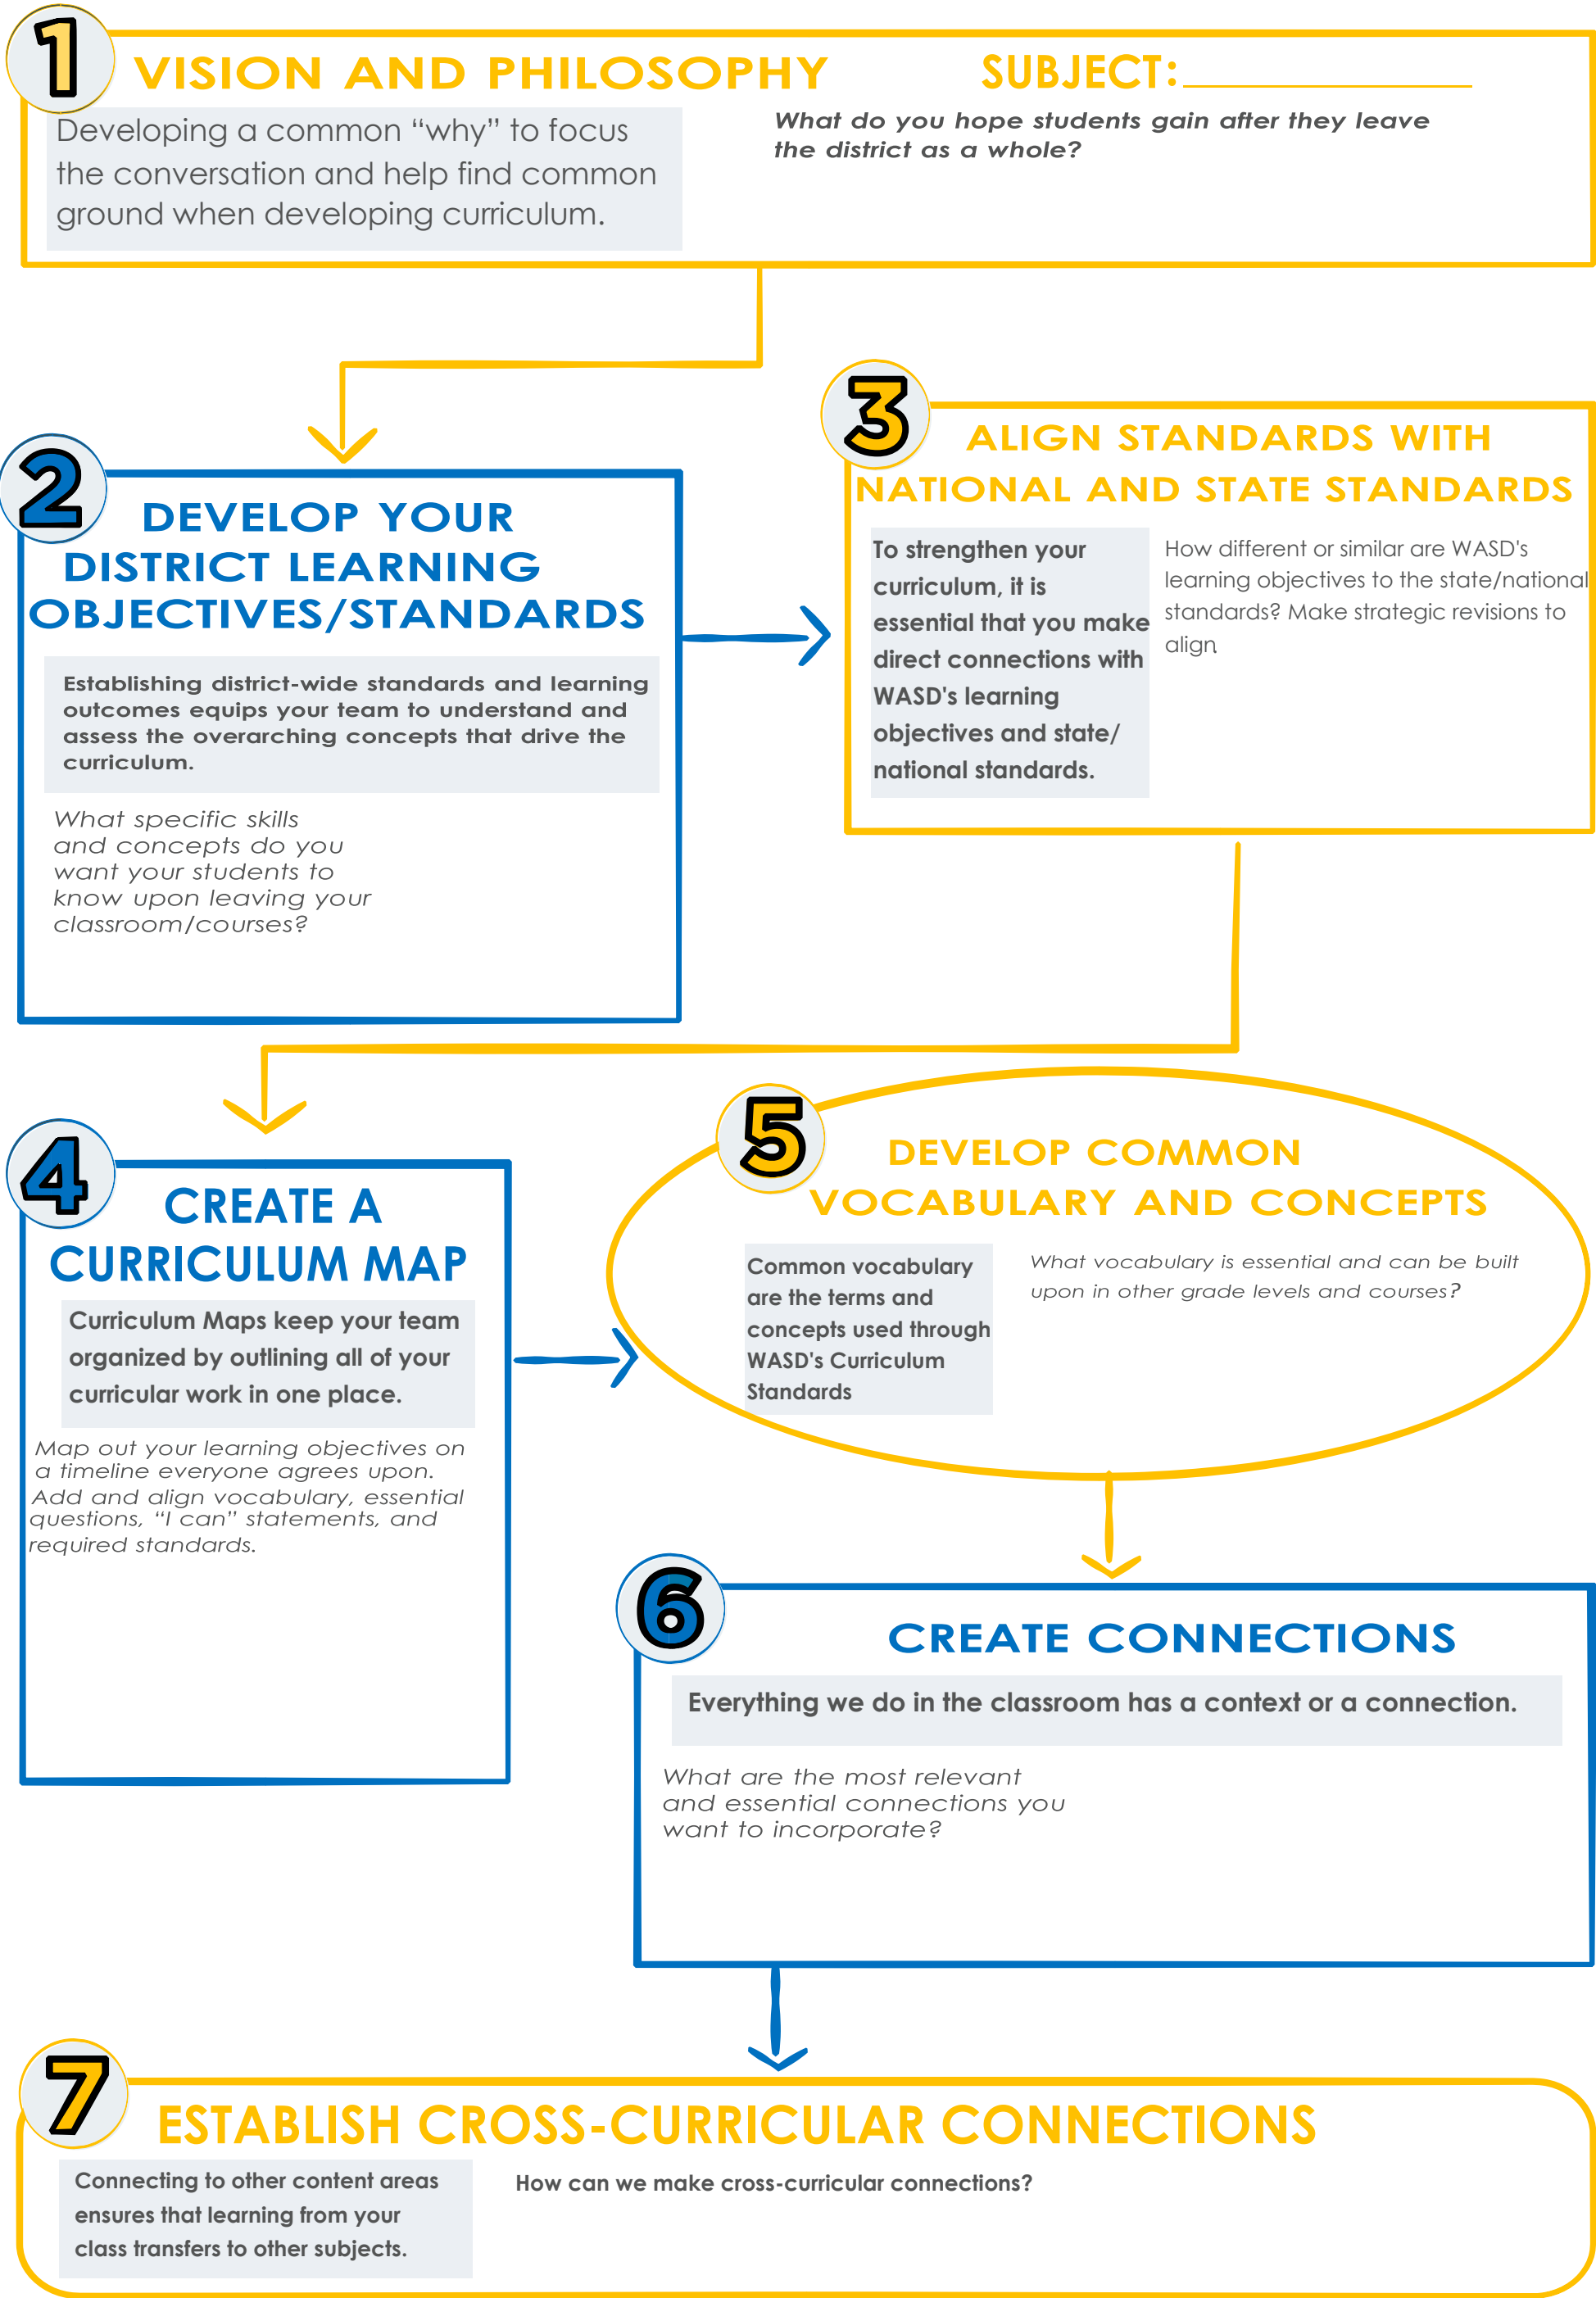 1
VISION AND PHILOSOPHY
SUBJECT:
Developing a common “why” to focus
the conversation and help find common
ground when developing curriculum.
What do you hope students gain after they leave
the district as a whole?
2
DEVELOP YOUR
DISTRICT LEARNING
OBJECTIVES/STANDARDS
Establishing district-wide standards and learning
outcomes equips your team to understand and
assess the overarching concepts that drive the
curriculum.
What specific skills
and concepts do you
want your students to
know upon leaving your
classroom/courses?
3
ALIGN STANDARDS WITH
NATIONAL AND STATE STANDARDS
To strengthen your
curriculum, it is
essential that you make
direct connections with
WASD's learning
objectives and state/
national standards.
How different or similar are WASD's
learning objectives to the state/national
standards? Make strategic revisions to
align.
4
CREATE A
CURRICULUM MAP
Curriculum Maps keep your team
organized by outlining all of your
curricular work in one place.
Map out your learning objectives on
a timeline everyone agrees upon.
Add and align vocabulary, essential
questions, “I can” statements, and
required standards.
5
DEVELOP COMMON
VOCABULARY AND CONCEPTS
Common vocabulary
are the terms and
concepts used through
WASD's Curriculum
Standards
What vocabulary is essential and can be built
upon in other grade levels and courses?
6
CREATE CONNECTIONS
Everything we do in the classroom has a context or a connection.
What are the most relevant
and essential connections you
want to incorporate?
7
ESTABLISH CROSS-CURRICULAR CONNECTIONS
Connecting to other content areas
ensures that learning from your
class transfers to other subjects.
How can we make cross-curricular connections?